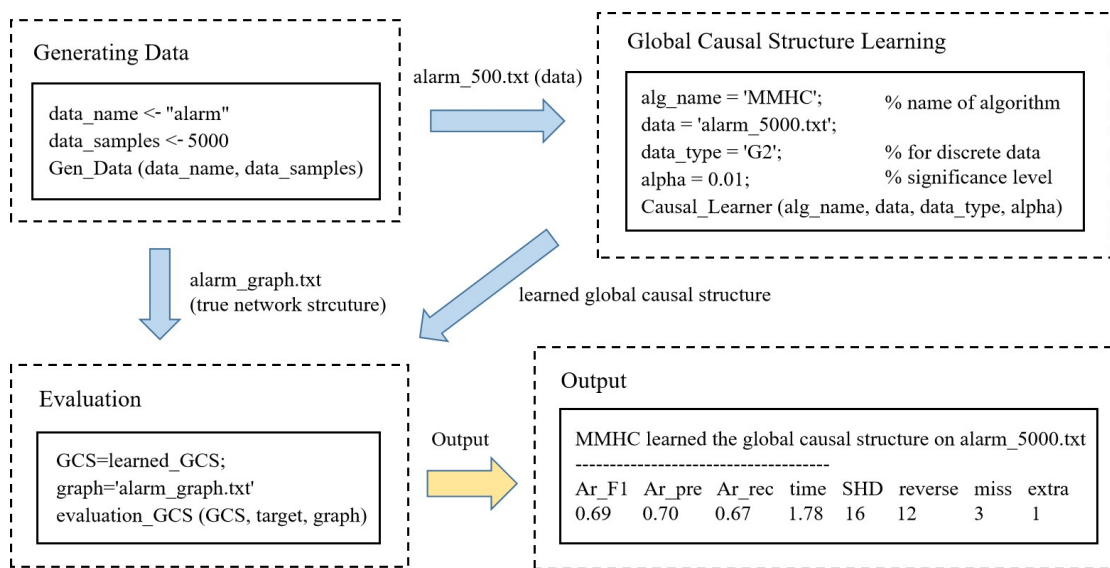 Generating Data
data_name <- "alarm"
data_samples <- 5000
Gen_Data (data_name, data_samples)
alarm_500.txt (data)
Global Causal Structure Learning
alg_name = 'MMHC'; % name of algorithm
data = 'alarm_5000.txt';
data_type = 'G2'; % for discrete data
alpha = 0.01; % significance level
Causal_Learner (alg_name, data, data_type, alpha)
alarm_graph.txt
(true network strcuture)
learned global causal structure
Evaluation
GCS=learned_GCS;
graph='alarm_graph.txt'
evaluation_GCS (GCS, target, graph)
Output
Output
MMHC learned the global causal structure on alarm_5000.txt
-------------------------------------
Ar_F1 Ar_pre Ar_rec time SHD reverse miss extra
0.69 0.70 0.67 1.78 16 12 3 1